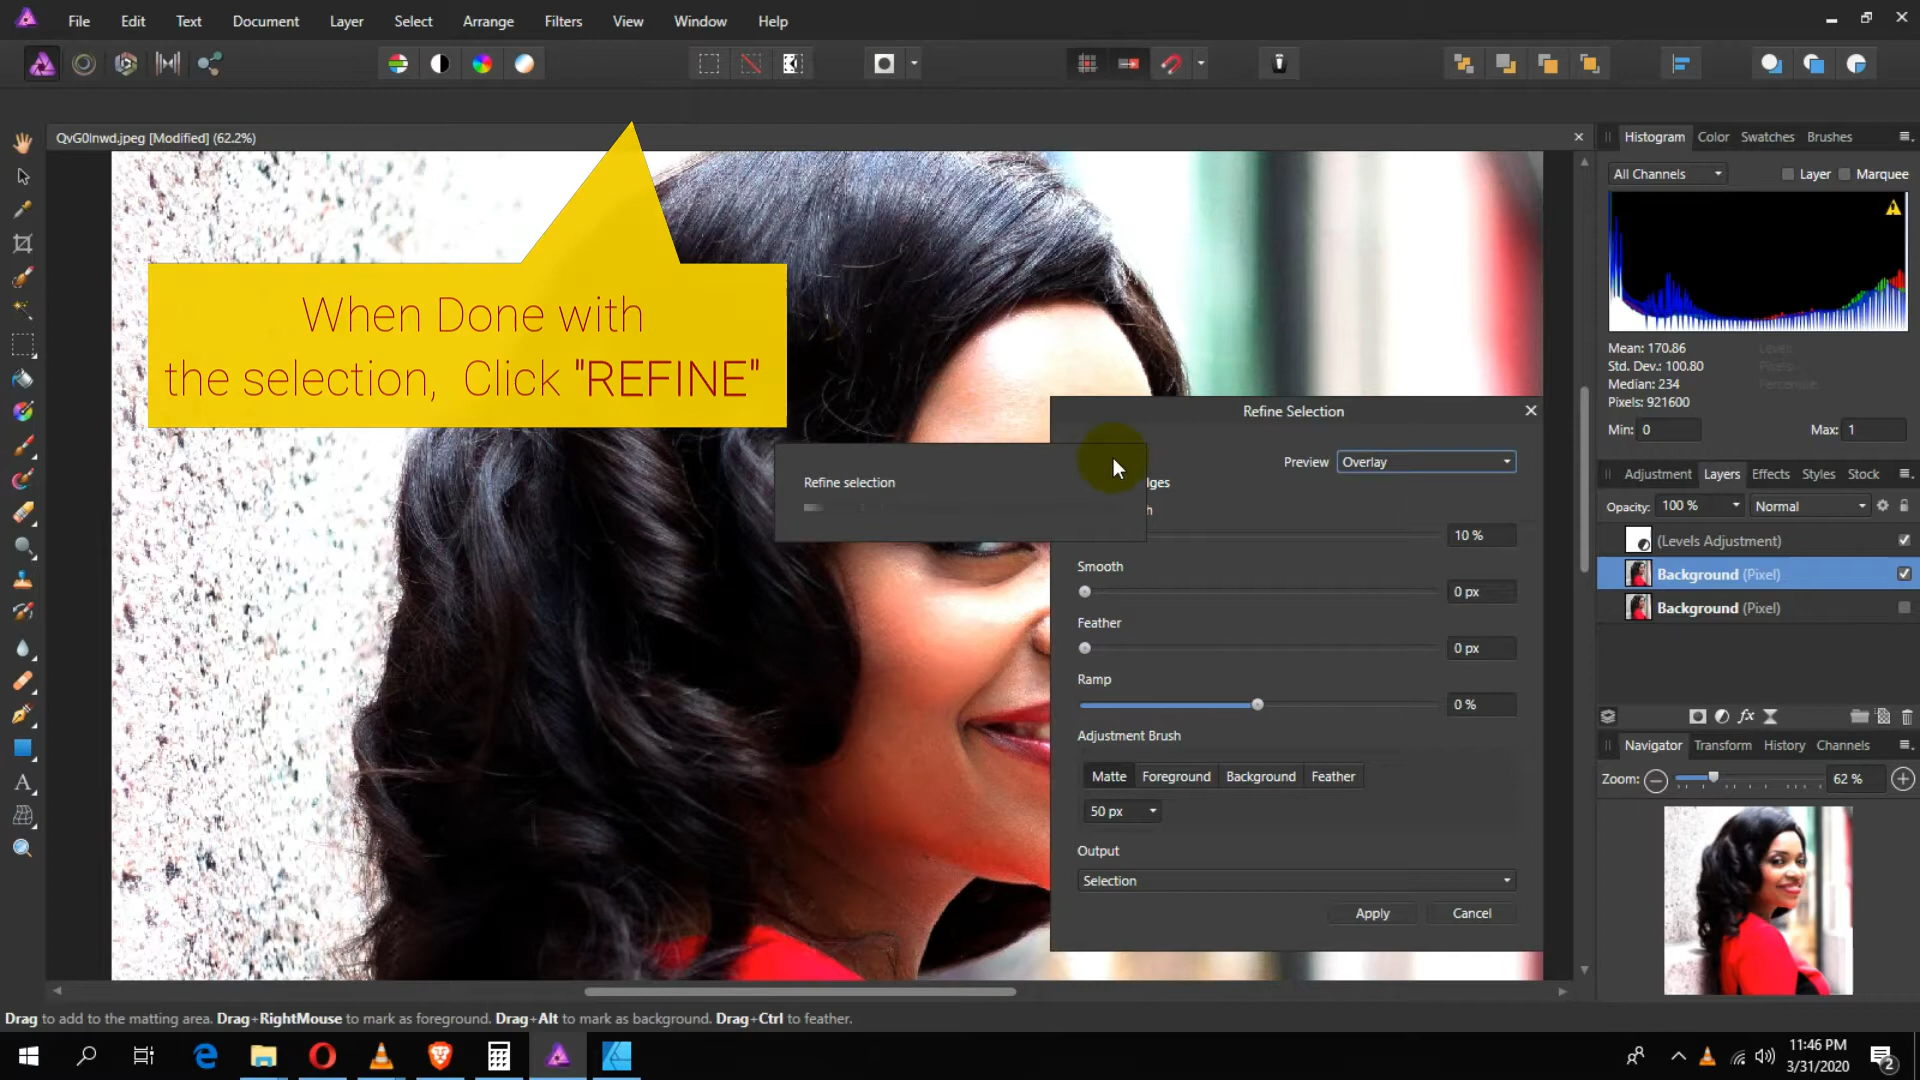 File Edit Text Document Layer Select Arrange Filters View Window Help
QvG0lnwd.jpeg [Modified] (62.2%)
When Done with
the selection, Click "REFINE"
Refine selection
Refine Selection
Preview Overlay
10 %
Smooth
0 px
Feather
0 px
Ramp
0 %
Adjustment Brush
Matte Foreground Background Feather
50 px
Output
Selection
Apply Cancel
Histogram Color Swatches Brushes
All Channels Layer Marquee
Mean: 170.86
Std. Dev.: 100.80
Median: 234
Pixels: 921600
Min: 0 Max: 1
Adjustment Layers Effects Styles Stock
Opacity: 100 % Normal
(Levels Adjustment)
Background (Pixel)
Background (Pixel)
Navigator Transform History Channels
Zoom: 62 %
Drag to add to the matting area. Drag+RightMouse to mark as foreground. Drag+Alt to mark as background. Drag+Ctrl to feather.
11:46 PM
3/31/2020
2